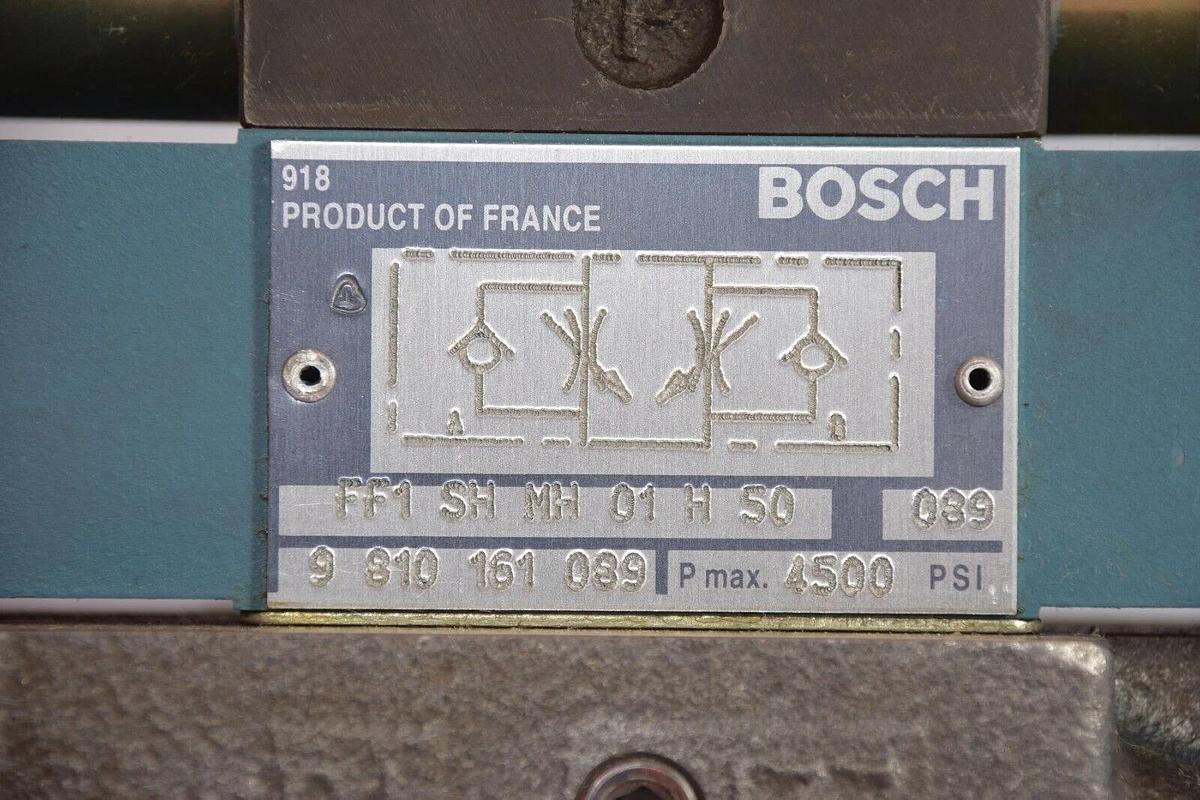 918
BOSCH
PRODUCT OF FRANCE
A B
FF1 SH MH 01 H 50 089
9 810 161 089 P max. 4500 PSI